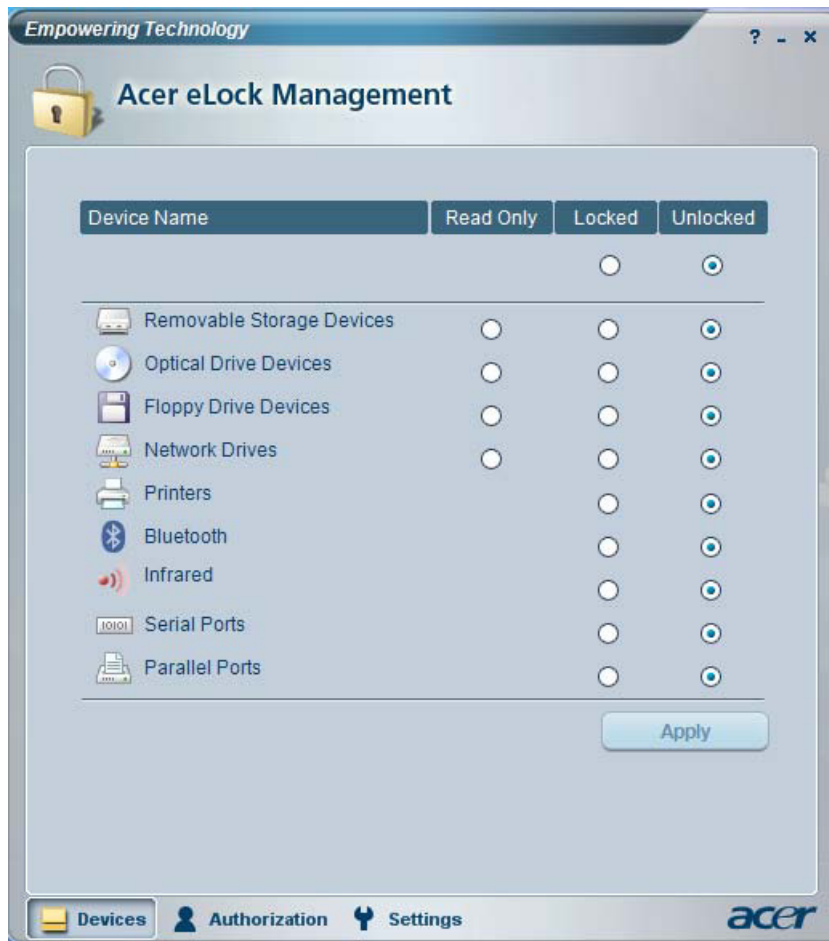 Empowering Technology
? - x
Acer eLock Management
Device Name Read Only Locked Unlocked
Removable Storage Devices
Optical Drive Devices
Floppy Drive Devices
Network Drives
Printers
Bluetooth
Infrared
10101 Serial Ports
Parallel Ports
Apply
Devices Authorization Settings acer